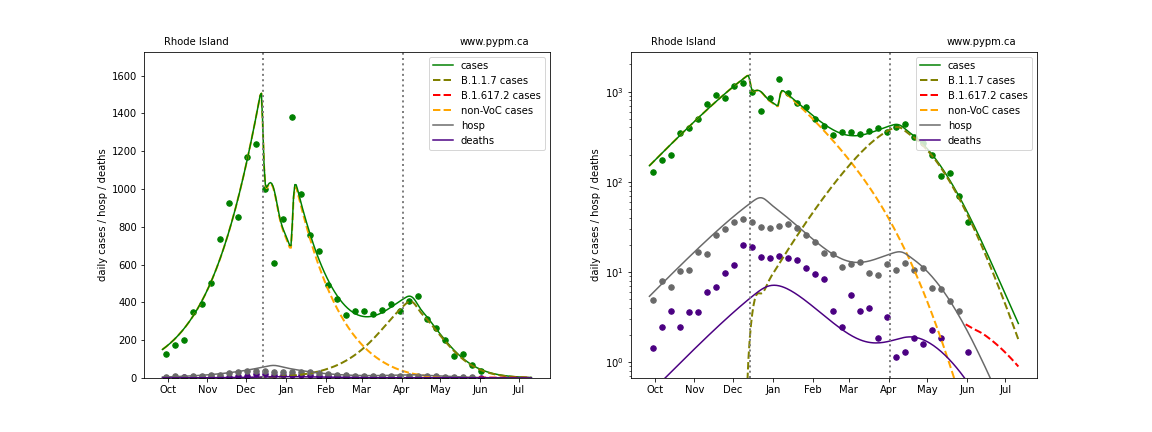 Rhode Island
www.pypm.ca
daily cases / hosp / deaths
1600
1400
1200
1000
800
600
400
200
0
cases
B.1.1.7 cases
B.1.617.2 cases
non-VoC cases
hosp
deaths
Oct Nov Dec Jan Feb Mar Apr May Jun Jul
Rhode Island
www.pypm.ca
daily cases / hosp / deaths
10³
10²
10¹
10⁰
cases
B.1.1.7 cases
B.1.617.2 cases
non-VoC cases
hosp
deaths
Oct Nov Dec Jan Feb Mar Apr May Jun Jul